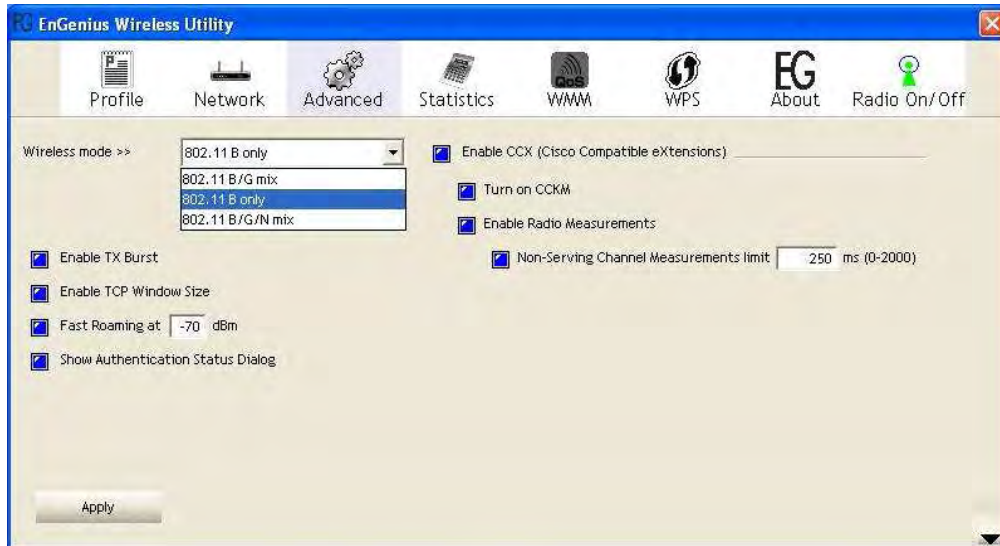 EG EnGenius Wireless Utility
P=
QoS
EG
Profile Network Advanced Statistics WMM WPS About Radio On/Off
Wireless mode >> 802.11 B only
802.11 B/G mix
802.11 B only
802.11 B/G/N mix
Enable TX Burst
Enable TCP Window Size
Fast Roaming at -70 dBm
Show Authentication Status Dialog
Enable CCX (Cisco Compatible eXtensions)
Turn on CCKM
Enable Radio Measurements
Non-Serving Channel Measurements limit 250 ms (0-2000)
Apply